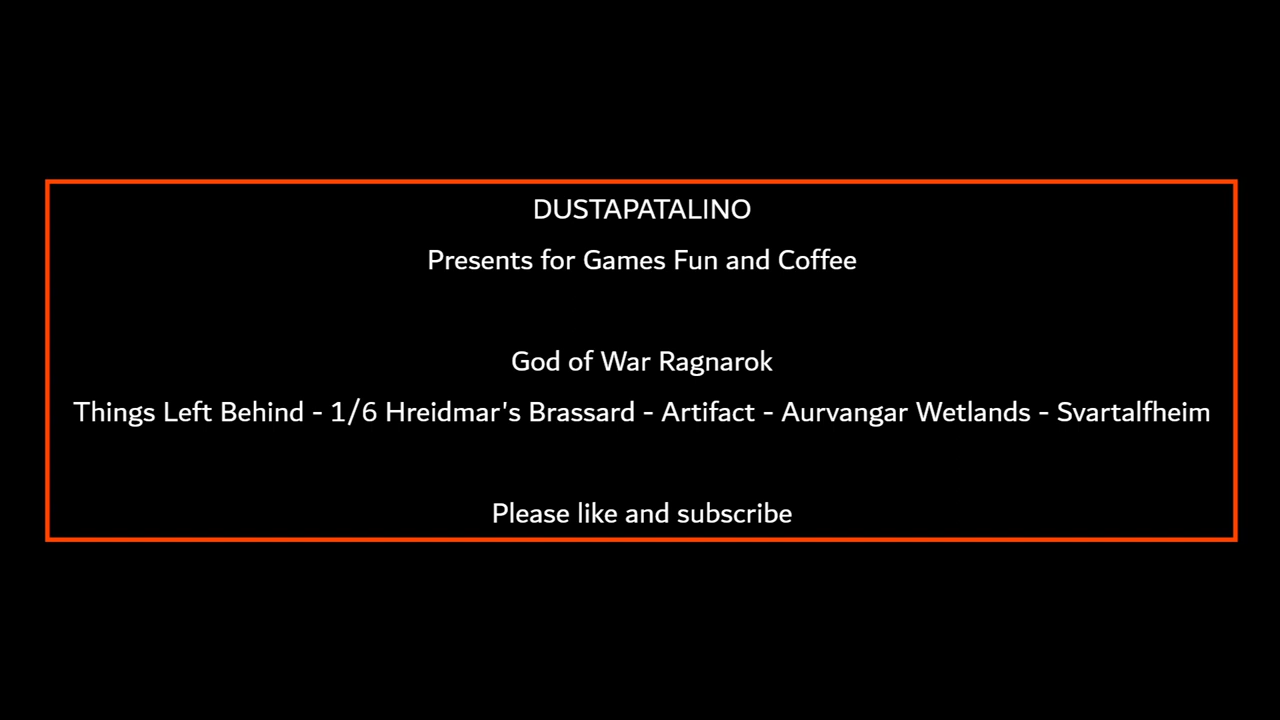 DUSTAPATALINO
Presents for Games Fun and Coffee
God of War Ragnarok
Things Left Behind - 1/6 Hreidmar's Brassard - Artifact - Aurvangar Wetlands - Svartalfheim
Please like and subscribe